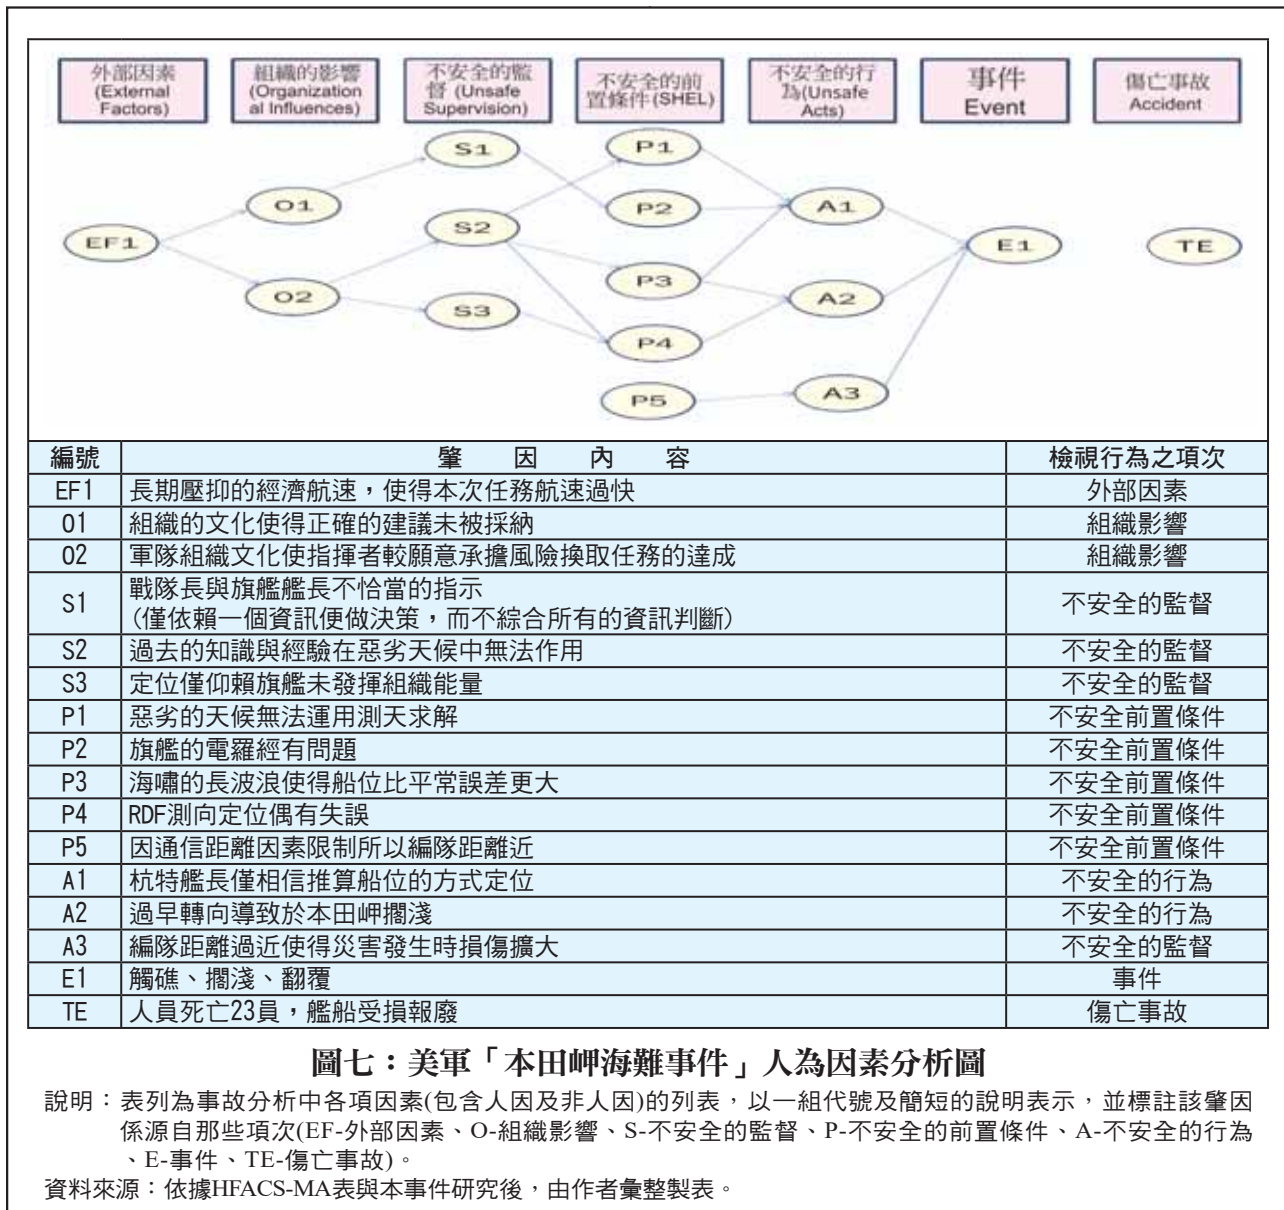 外部因素
(External
Factors)
組織的影響
(Organization
al Influences)
不安全的監
督 (Unsafe
Supervision)
不安全的前
置條件(SHEL)
不安全的行
為(Unsafe
Acts)
事件
Event
傷亡事故
Accident
S1
P1
O1
P2
A1
EF1
S2
E1
TE
P3
O2
A2
S3
P4
P5
A3
編號 肇因內容 檢視行為之項次
EF1 長期壓抑的經濟航速，使得本次任務航速過快 外部因素
O1 組織的文化使得正確的建議未被採納 組織影響
O2 軍隊組織文化使指揮者較願意承擔風險換取任務的達成 組織影響
S1 戰隊長與旗艦艦長不恰當的指示
(僅依賴一個資訊便做決策，而不綜合所有的資訊判斷) 不安全的監督
S2 過去的知識與經驗在惡劣天候中無法作用 不安全的監督
S3 定位僅仰賴旗艦未發揮組織能量 不安全的監督
P1 惡劣的天候無法運用測天求解 不安全前置條件
P2 旗艦的電羅經有問題 不安全前置條件
P3 海嘯的長波浪使得船位比平常誤差更大 不安全前置條件
P4 RDF測向定位偶有失誤 不安全前置條件
P5 因通信距離因素限制所以編隊距離近 不安全前置條件
A1 杭特艦長僅相信推算船位的方式定位 不安全的行為
A2 過早轉向導致於本田岬擱淺 不安全的行為
A3 編隊距離過近使得災害發生時損傷擴大 不安全的監督
E1 觸礁、擱淺、翻覆 事件
TE 人員死亡23員，艦船受損報廢 傷亡事故
圖七：美軍「本田岬海難事件」人為因素分析圖
說明：表列為事故分析中各項因素(包含人因及非人因)的列表，以一組代號及簡短的說明表示，並標註該肇因
係源自那些項次(EF-外部因素、O-組織影響、S-不安全的監督、P-不安全的前置條件、A-不安全的行為
、E-事件、TE-傷亡事故)。
資料來源：依據HFACS-MA表與本事件研究後，由作者彙整製表。